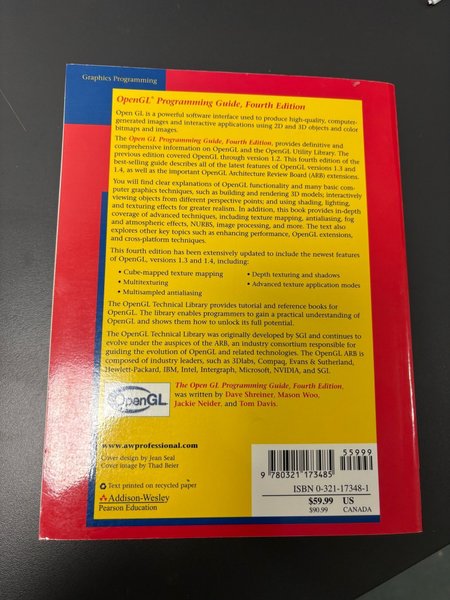 Graphics Programming
OpenGL® Programming Guide, Fourth Edition
Open GL is a powerful software interface used to produce high-quality, computer-
generated images and interactive applications using 2D and 3D objects and color
bitmaps and images.
The Open GL Programming Guide, Fourth Edition, provides definitive and
comprehensive information on OpenGL and the OpenGL Utility Library. The
previous edition covered OpenGL through version 1.2. This fourth edition of the
best-selling guide describes all of the latest features of OpenGL versions 1.3 and
1.4, as well as the important OpenGL Architecture Review Board (ARB) extensions.
You will find clear explanations of OpenGL functionality and many basic com-
puter graphics techniques, such as building and rendering 3D models; interactively
viewing objects from different perspective points; and using shading, lighting,
and texturing effects for greater realism. In addition, this book provides in-depth
coverage of advanced techniques, including texture mapping, antialiasing, fog
and atmospheric effects, NURBS, image processing, and more. The text also
explores other key topics such as enhancing performance, OpenGL extensions,
and cross-platform techniques.
This fourth edition has been extensively updated to include the newest features
of OpenGL, versions 1.3 and 1.4, including:
• Cube-mapped texture mapping
• Multitexturing
• Multisampled antialiasing
• Depth texturing and shadows
• Advanced texture application modes
The OpenGL Technical Library provides tutorial and reference books for
OpenGL. The library enables programmers to gain a practical understanding of
OpenGL and shows them how to unlock its full potential.
The OpenGL Technical Library was originally developed by SGI and continues to
evolve under the auspices of the ARB, an industry consortium responsible for
guiding the evolution of OpenGL and related technologies. The OpenGL ARB is
composed of industry leaders, such as 3Dlabs, Compaq, Evans & Sutherland,
Hewlett-Packard, IBM, Intel, Intergraph, Microsoft, NVIDIA, and SGI.
OpenGL
The Open GL Programming Guide, Fourth Edition,
was written by Dave Shreiner, Mason Woo,
Jackie Neider, and Tom Davis.
www.awprofessional.com
Cover design by Jean Seal
Cover image by Thad Beier
Text printed on recycled paper
Addison-Wesley
Pearson Education
55999
9 780321 173485
ISBN 0-321-17348-1
$59.99 US
$90.99 CANADA